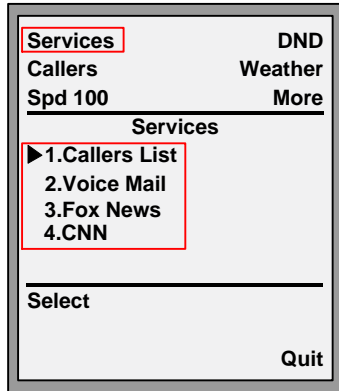 Services DND
Callers Weather
Spd 100 More
Services
1.Callers List
2.Voice Mail
3.Fox News
4.CNN
Select
Quit